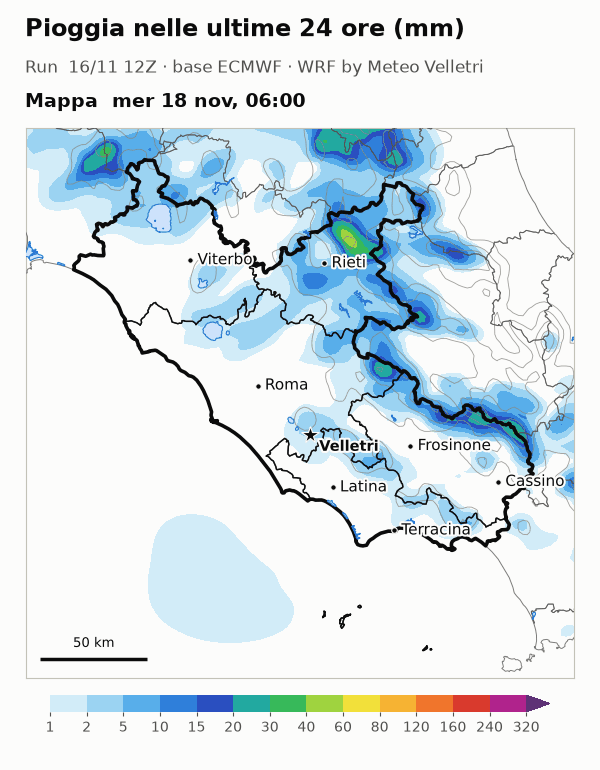 Pioggia nelle ultime 24 ore (mm)
Run 16/11 12Z · base ECMWF · WRF by Meteo Velletri
Mappa mer 18 nov, 06:00
Viterbo
Rieti
Roma
Velletri
Frosinone
Latina
Cassino
Terracina
50 km
1 2 5 10 15 20 30 40 60 80 120 160 240 320